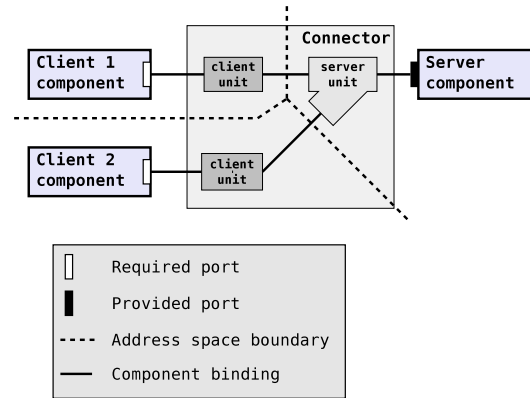 Connector
Client 1
component
client
unit
server
unit
Server
component
Client 2
component
client
unit
Required port
Provided port
Address space boundary
Component binding